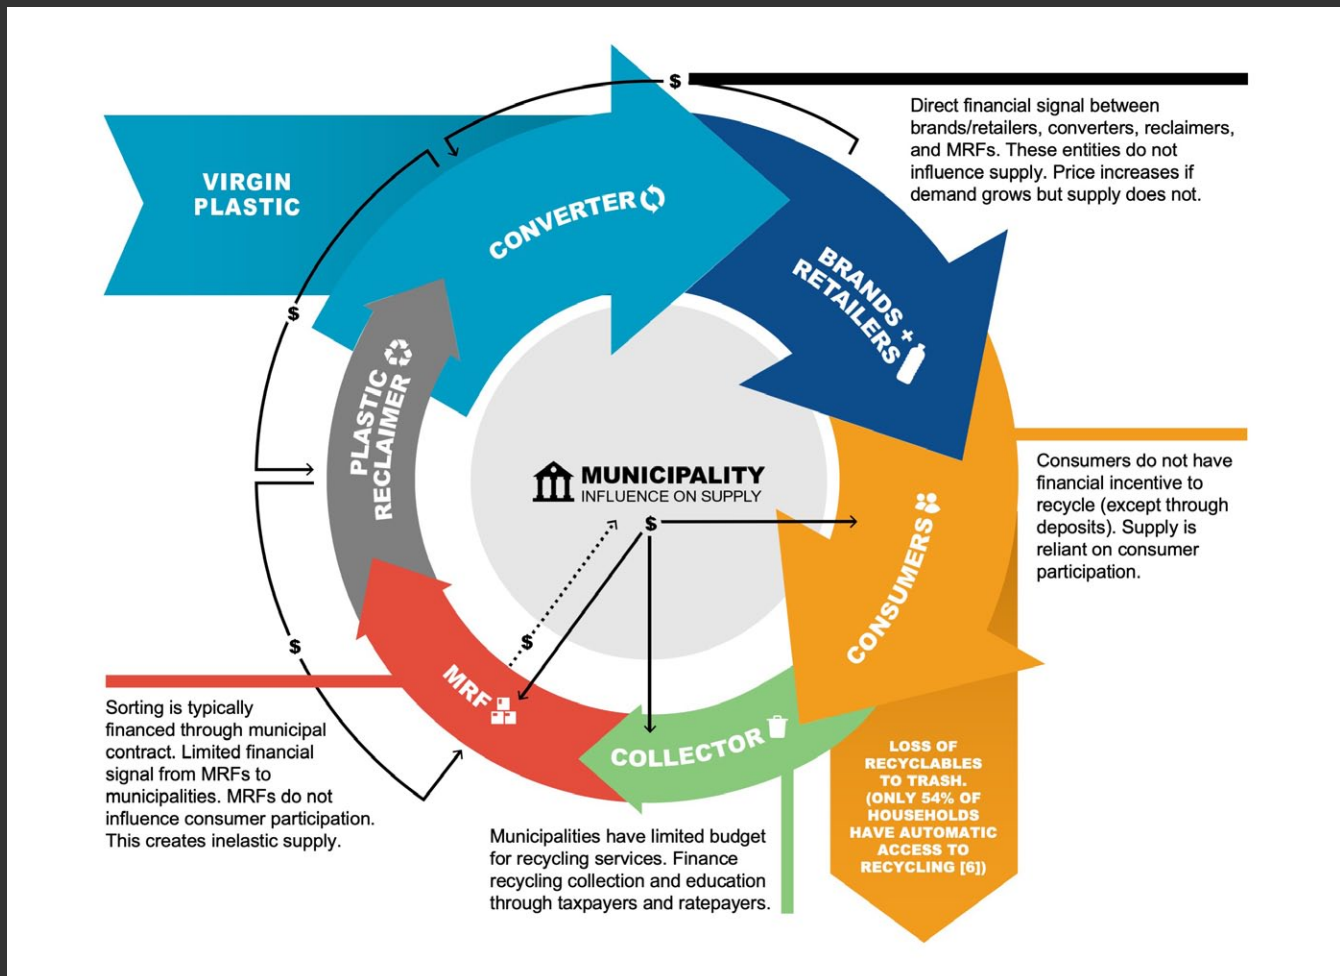 $
Direct financial signal between
brands/retailers, converters, reclaimers,
and MRFs. These entities do not
influence supply. Price increases if
demand grows but supply does not.
VIRGIN
PLASTIC
CONVERTER
BRANDS +
RETAILERS
$
PLASTIC
RECLAIMER
MUNICIPALITY
INFLUENCE ON SUPPLY
$
Consumers do not have
financial incentive to
recycle (except through
deposits). Supply is
reliant on consumer
participation.
CONSUMERS
$
$
MRF
COLLECTOR
Sorting is typically
financed through municipal
contract. Limited financial
signal from MRFs to
municipalities. MRFs do not
influence consumer participation.
This creates inelastic supply.
LOSS OF
RECYCLABLES
TO TRASH.
(ONLY 54% OF
HOUSEHOLDS
HAVE AUTOMATIC
ACCESS TO
RECYCLING [6])
Municipalities have limited budget
for recycling services. Finance
recycling collection and education
through taxpayers and ratepayers.